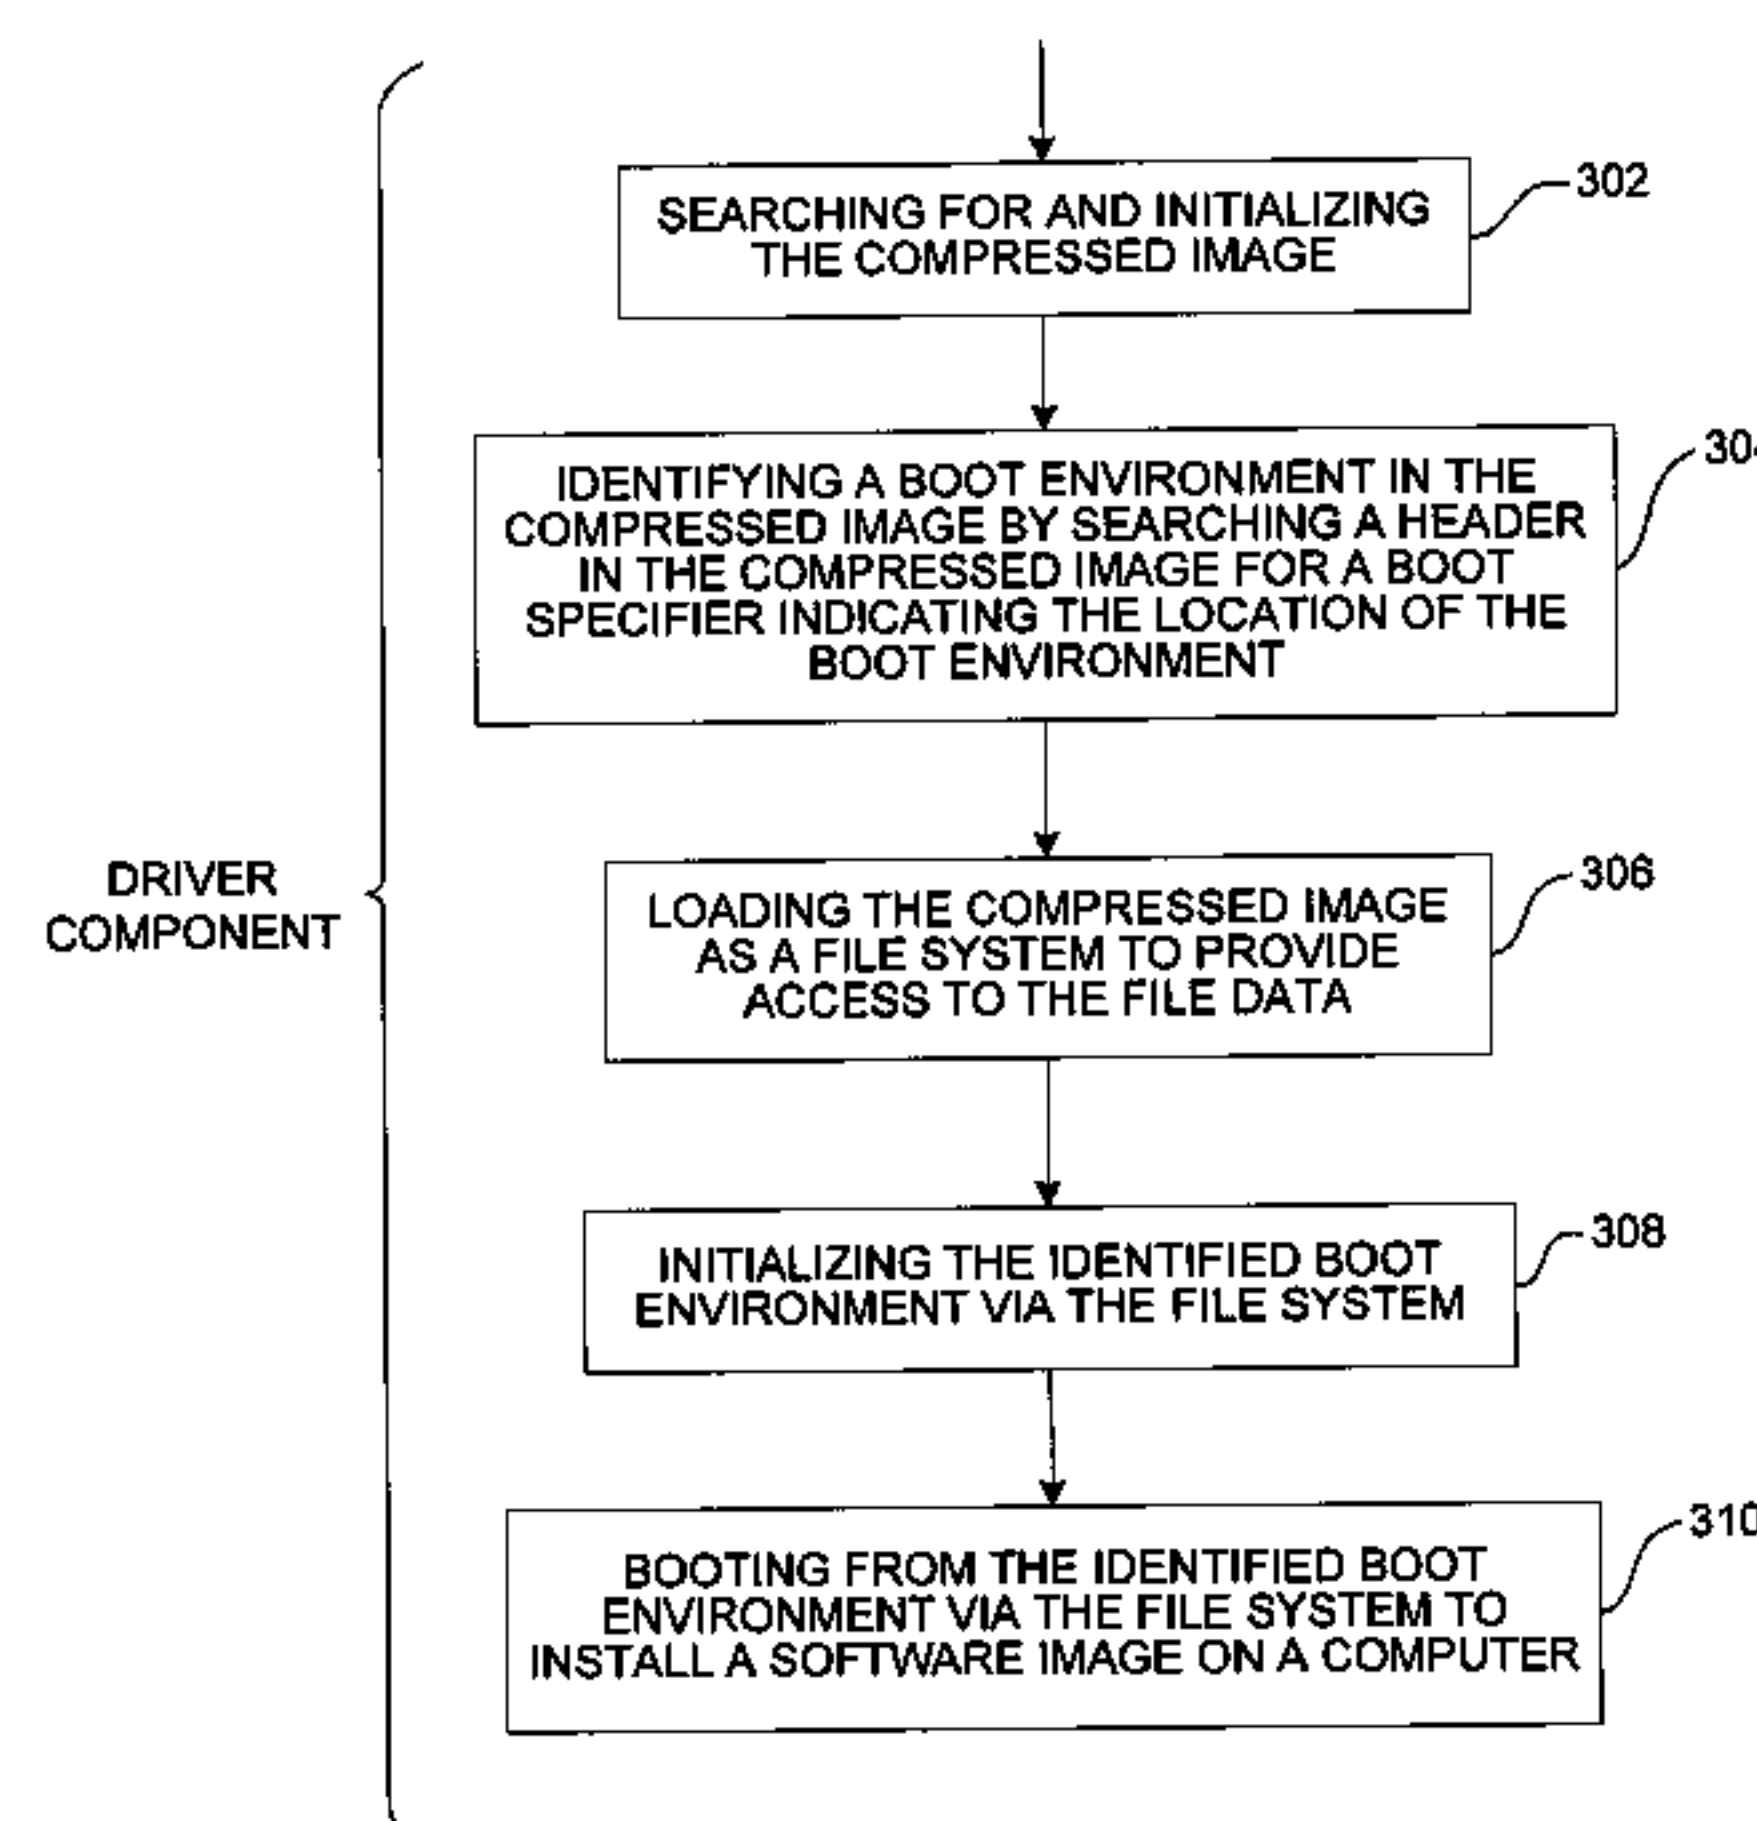 SEARCHING FOR AND INITIALIZING
THE COMPRESSED IMAGE
302
IDENTIFYING A BOOT ENVIRONMENT IN THE
COMPRESSED IMAGE BY SEARCHING A HEADER
IN THE COMPRESSED IMAGE FOR A BOOT
SPECIFIER INDICATING THE LOCATION OF THE
BOOT ENVIRONMENT
304
DRIVER
COMPONENT
LOADING THE COMPRESSED IMAGE
AS A FILE SYSTEM TO PROVIDE
ACCESS TO THE FILE DATA
306
INITIALIZING THE IDENTIFIED BOOT
ENVIRONMENT VIA THE FILE SYSTEM
308
BOOTING FROM THE IDENTIFIED BOOT
ENVIRONMENT VIA THE FILE SYSTEM TO
INSTALL A SOFTWARE IMAGE ON A COMPUTER
310